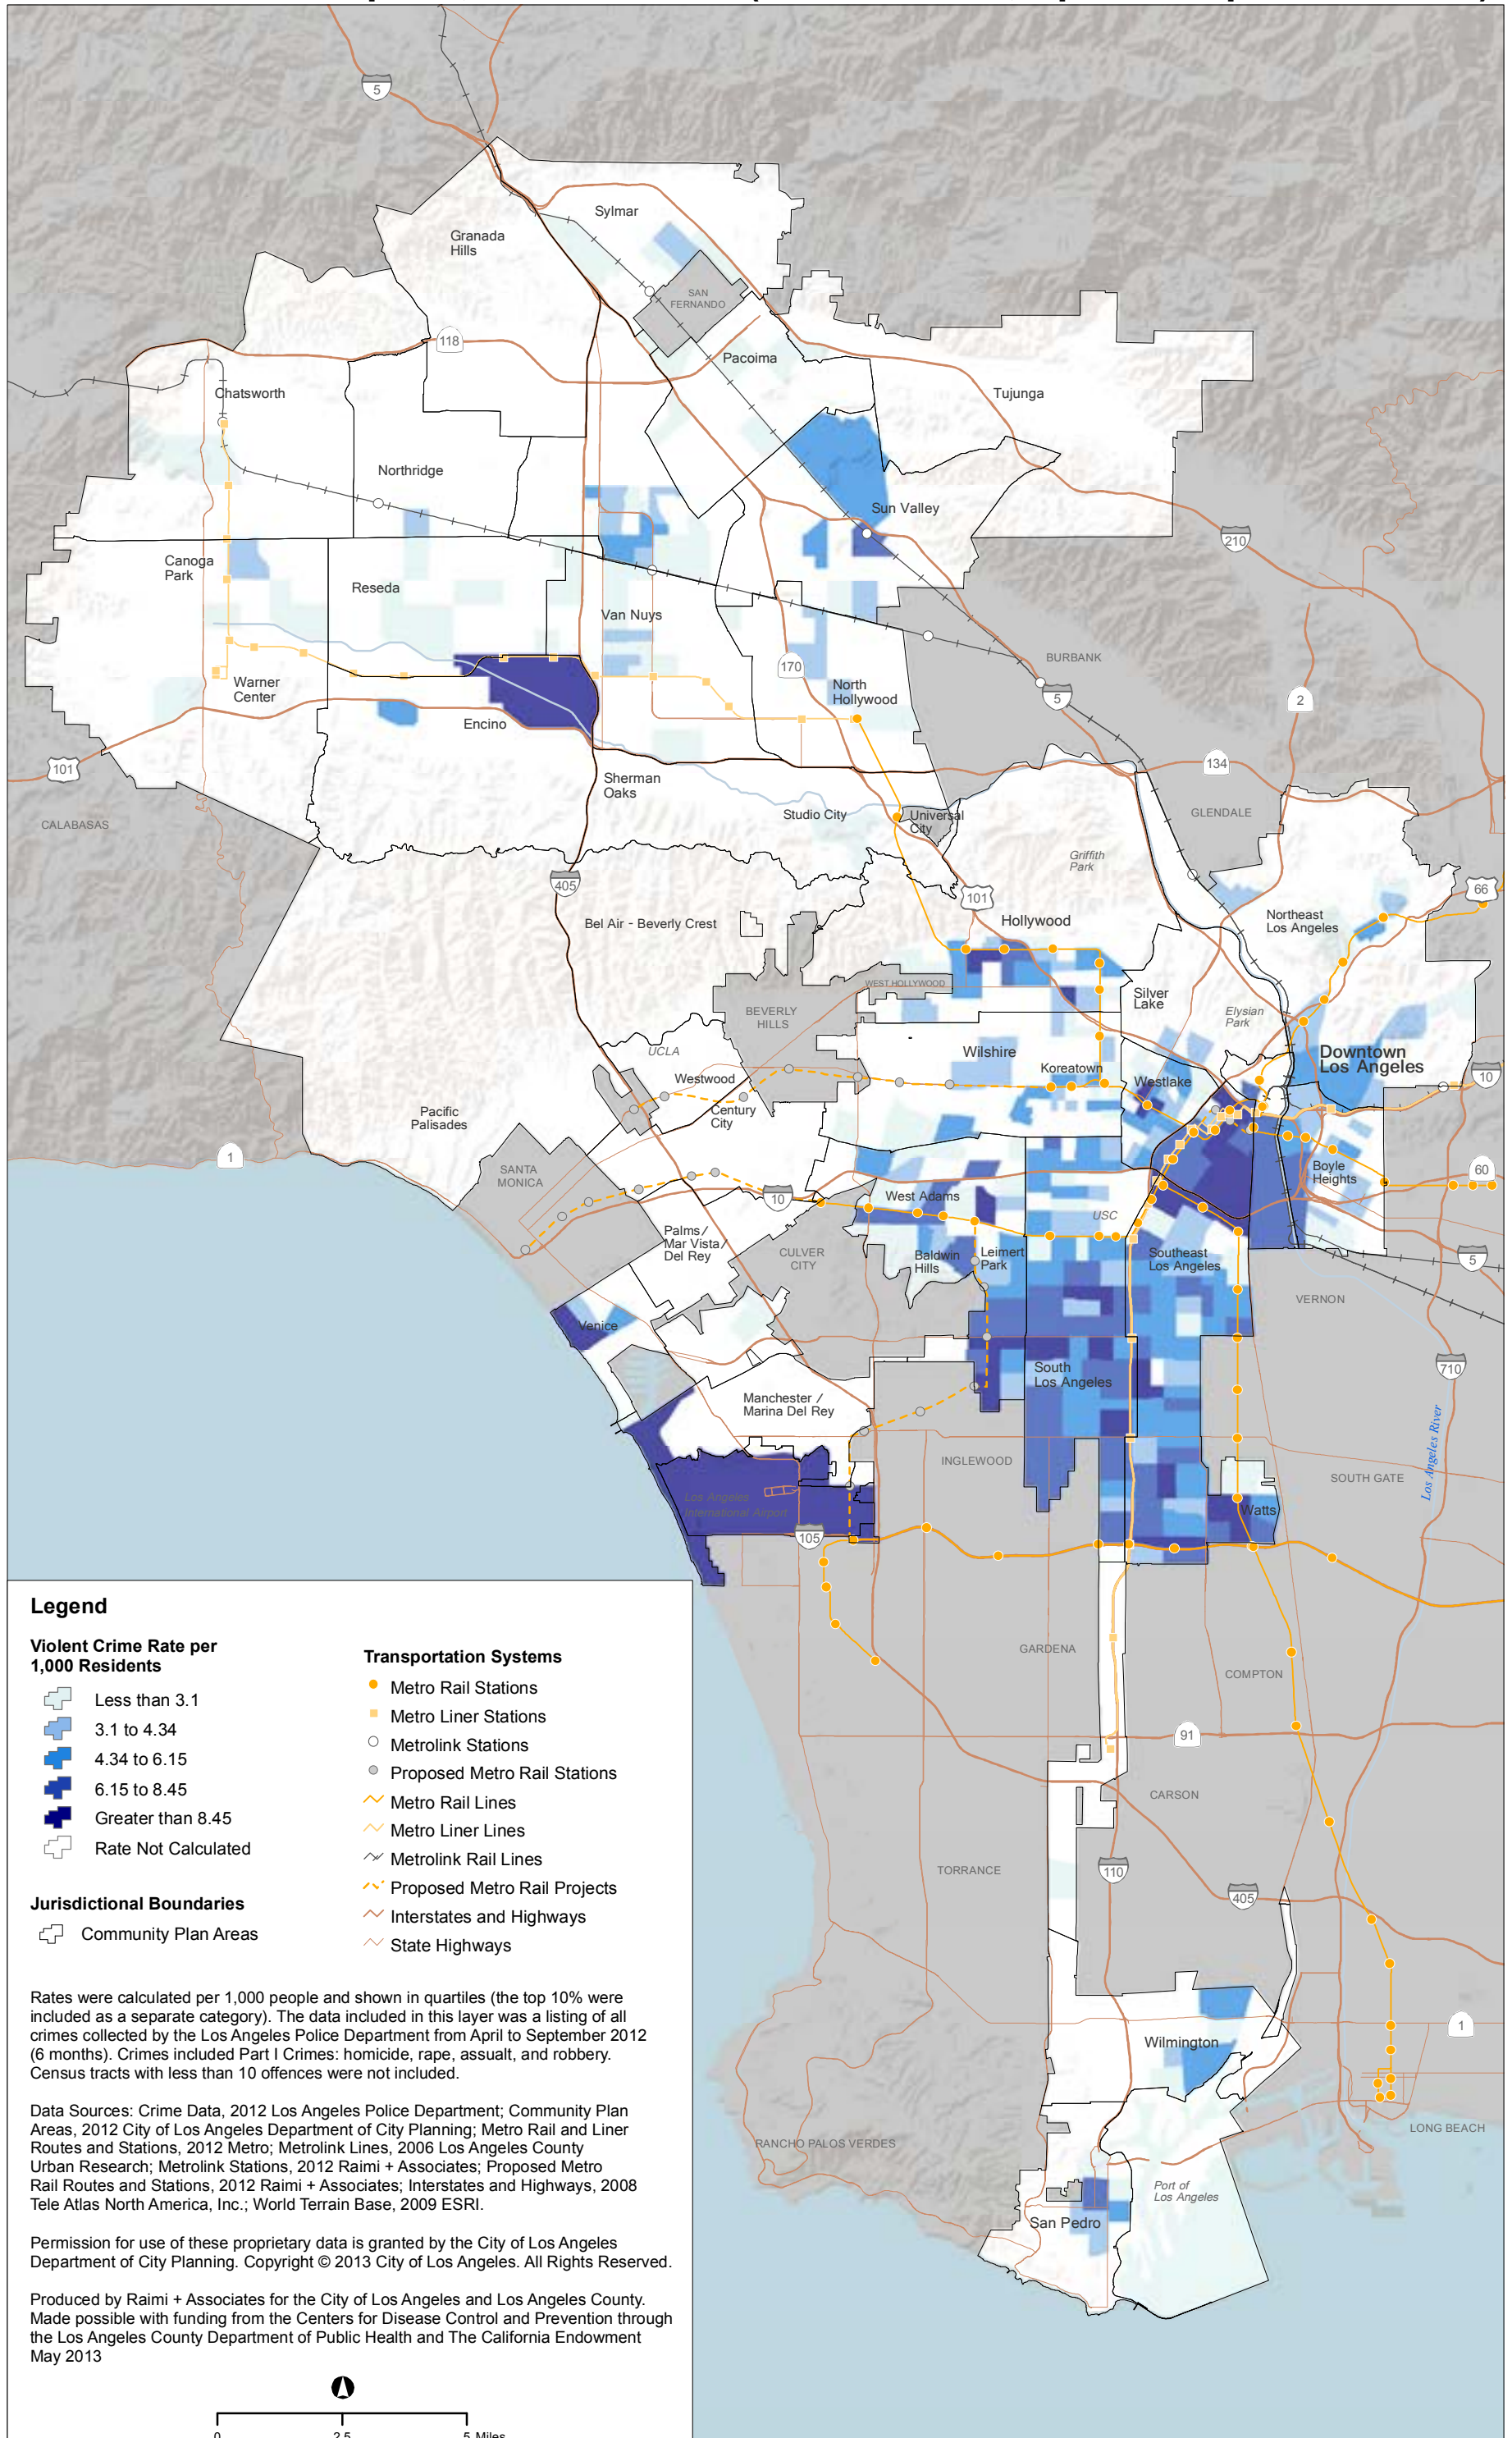 5
Sylmar
Granada
Hills
SAN
FERNANDO
118
Pacoima
Chatsworth
Tujunga
Northridge
Sun Valley
210
Canoga
Park
Reseda
Van Nuys
BURBANK
170
5
2
Warner
Center
North
Hollywood
Encino
101
134
Sherman
Oaks
Studio City
Universal
City
GLENDALE
CALABASAS
Griffith
Park
405
101
66
Hollywood
Northeast
Los Angeles
Bel Air - Beverly Crest
WEST HOLLYWOOD
Silver
Lake
BEVERLY
HILLS
Elysian
Park
UCLA
Wilshire
Downtown
Los Angeles
Koreatown
Westlake
10
Westwood
Century
City
Pacific
Palisades
1
SANTA
MONICA
Boyle
Heights
60
10
West Adams
USC
Palms/
Mar Vista/
Del Rey
CULVER
CITY
Baldwin
Hills
Leimert
Park
Southeast
Los Angeles
5
VERNON
Venice
710
South
Los Angeles
Manchester /
Marina Del Rey
INGLEWOOD
SOUTH GATE
Los Angeles River
Los Angeles
International Airport
Watts
105
GARDENA
COMPTON
91
CARSON
TORRANCE
110
405
Wilmington
1
RANCHO PALOS VERDES
LONG BEACH
Port of
Los Angeles
San Pedro
Legend
Violent Crime Rate per
1,000 Residents
Less than 3.1
3.1 to 4.34
4.34 to 6.15
6.15 to 8.45
Greater than 8.45
Rate Not Calculated
Jurisdictional Boundaries
Community Plan Areas
Transportation Systems
Metro Rail Stations
Metro Liner Stations
Metrolink Stations
Proposed Metro Rail Stations
Metro Rail Lines
Metro Liner Lines
Metrolink Rail Lines
Proposed Metro Rail Projects
Interstates and Highways
State Highways
Rates were calculated per 1,000 people and shown in quartiles (the top 10% were
included as a separate category). The data included in this layer was a listing of all
crimes collected by the Los Angeles Police Department from April to September 2012
(6 months). Crimes included Part I Crimes: homicide, rape, assualt, and robbery.
Census tracts with less than 10 offences were not included.
Data Sources: Crime Data, 2012 Los Angeles Police Department; Community Plan
Areas, 2012 City of Los Angeles Department of City Planning; Metro Rail and Liner
Routes and Stations, 2012 Metro; Metrolink Lines, 2006 Los Angeles County
Urban Research; Metrolink Stations, 2012 Raimi + Associates; Proposed Metro
Rail Routes and Stations, 2012 Raimi + Associates; Interstates and Highways, 2008
Tele Atlas North America, Inc.; World Terrain Base, 2009 ESRI.
Permission for use of these proprietary data is granted by the City of Los Angeles
Department of City Planning. Copyright © 2013 City of Los Angeles. All Rights Reserved.
Produced by Raimi + Associates for the City of Los Angeles and Los Angeles County.
Made possible with funding from the Centers for Disease Control and Prevention through
the Los Angeles County Department of Public Health and The California Endowment
May 2013
0 2.5 5 Miles